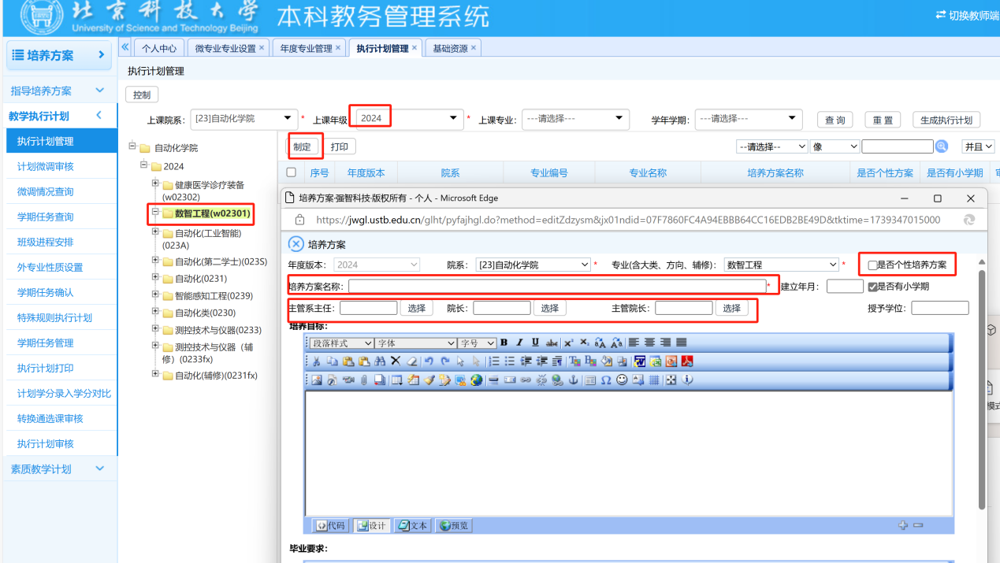 北京科技大学 本科教务管理系统
University of Science and Technology Beijing
切换教师端
培养方案
个人中心 微专业专业设置 × 年度专业管理 × 执行计划管理 × 基础资源 ×
执行计划管理
控制
上课院系: [23]自动化学院 * 上课年级 2024 * 上课专业: ---请选择--- 学年学期: ---请选择--- 查询 重置 生成执行计划
制定 打印 --请选择-- 像 并且
序号 年度版本 院系 专业编号 专业名称 培养方案名称 是否个性方案 是否有小学期
指导培养方案
教学执行计划
执行计划管理
计划微调审核
微调情况查询
学期任务查询
班级进程安排
外专业性质设置
学期任务确认
特殊规则执行计划
学期任务管理
执行计划打印
计划学分录入学分对比
转换通选课审核
执行计划审核
素质教学计划
自动化学院
2024
健康医学诊疗装备
(w02302)
数智工程(w02301)
自动化(工业智能)
(023A)
自动化(第二学士)(023S)
自动化(0231)
智能感知工程(0239)
自动化类(0230)
测控技术与仪器(0233)
测控技术与仪器（辅
修）(0233fx)
自动化(辅修)(0231fx)
培养方案·强智科技·版权所有 - 个人 - Microsoft Edge
https://jwgl.ustb.edu.cn/glht/pyfajhgl.do?method=editZdzysm&jx01ndid=07F7860FC4A94EBBB64CC16EDB2BE49D&tktime=1739347015000
培养方案
年度版本: 2024 院系: [23]自动化学院 * 专业(含大类、方向、辅修): 数智工程 * 是否个性培养方案
培养方案名称: * 建立年月: 是否有小学期
主管系主任: 选择 院长: 选择 主管院长: 选择 授予学位:
培养目标:
段落样式 字体 字号 B I U abc
代码 设计 文本 预览
毕业要求:
模式